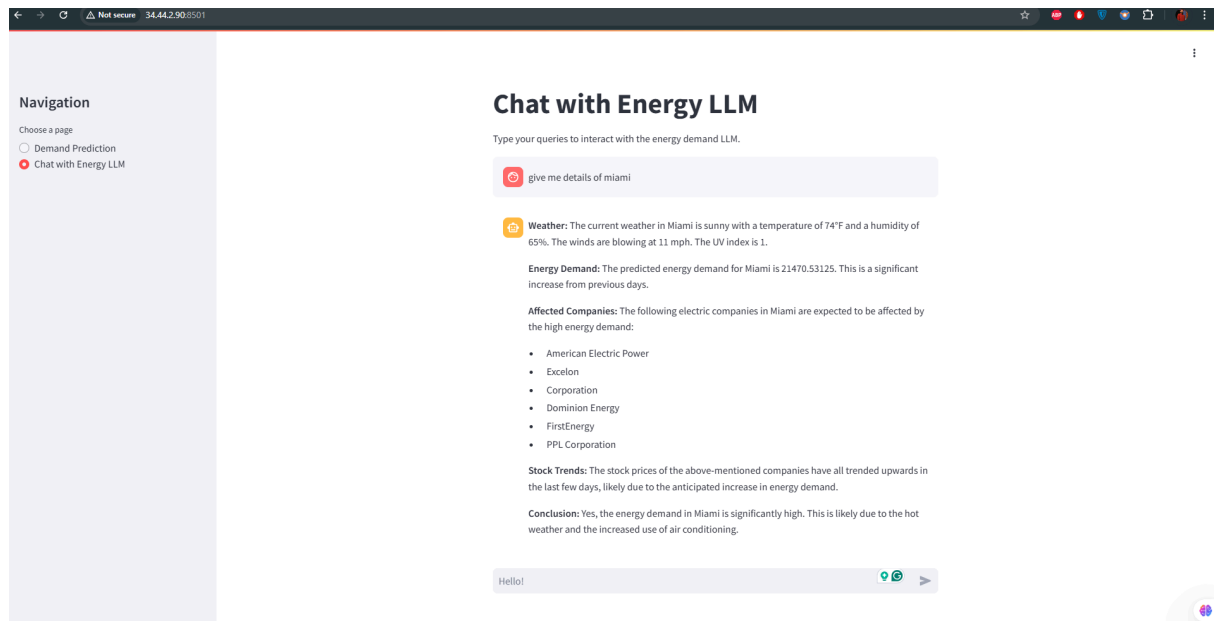 Not secure 34.44.2.90:8501
ABP
Navigation
Choose a page
Demand Prediction
Chat with Energy LLM
Chat with Energy LLM
Type your queries to interact with the energy demand LLM.
give me details of miami
Weather: The current weather in Miami is sunny with a temperature of 74°F and a humidity of
65%. The winds are blowing at 11 mph. The UV index is 1.
Energy Demand: The predicted energy demand for Miami is 21470.53125. This is a significant
increase from previous days.
Affected Companies: The following electric companies in Miami are expected to be affected by
the high energy demand:
• American Electric Power
• Excelon
• Corporation
• Dominion Energy
• FirstEnergy
• PPL Corporation
Stock Trends: The stock prices of the above-mentioned companies have all trended upwards in
the last few days, likely due to the anticipated increase in energy demand.
Conclusion: Yes, the energy demand in Miami is significantly high. This is likely due to the hot
weather and the increased use of air conditioning.
Hello!